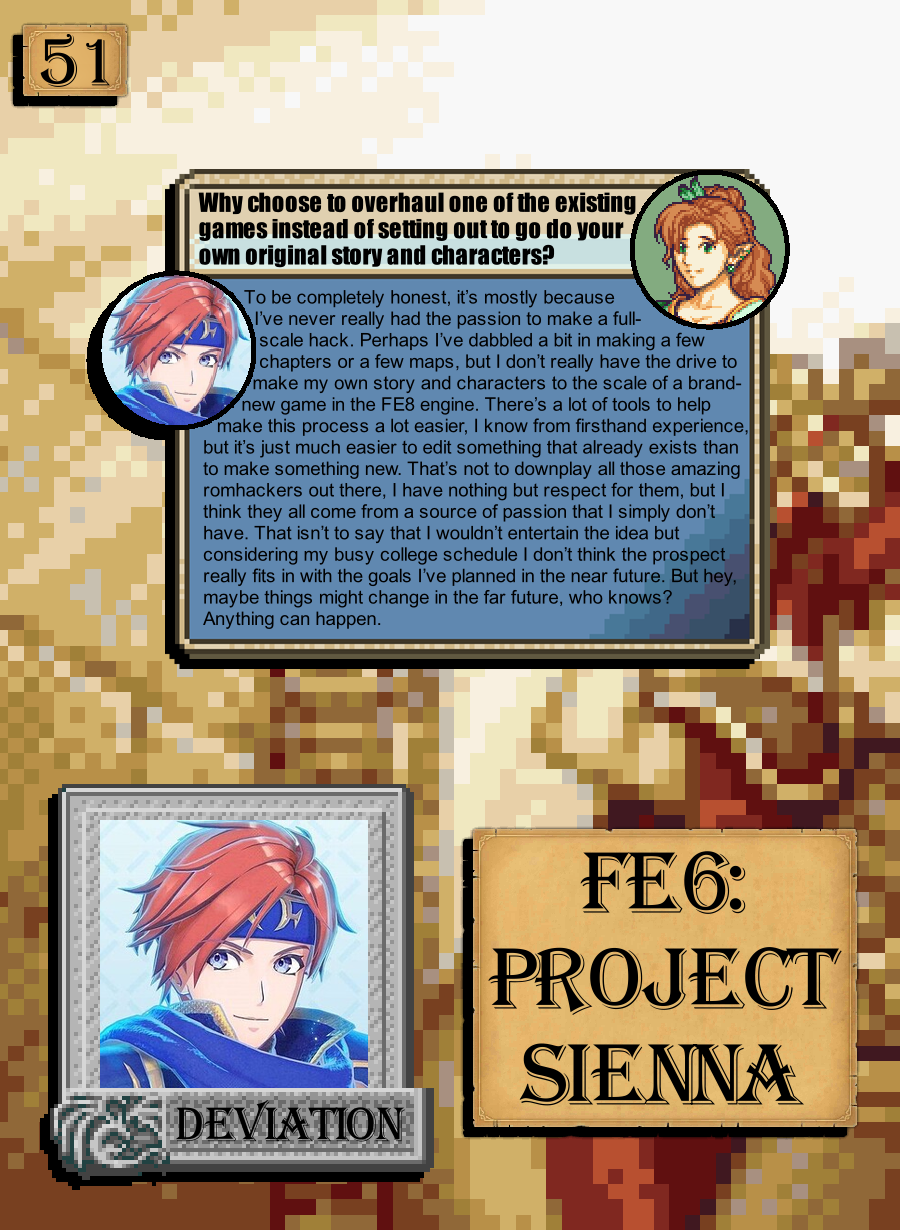 51
Why choose to overhaul one of the existing
games instead of setting out to go do your
own original story and characters?
To be completely honest, it's mostly because
I've never really had the passion to make a full-
scale hack. Perhaps I've dabbled a bit in making a few
chapters or a few maps, but I don't really have the drive to
make my own story and characters to the scale of a brand-
new game in the FE8 engine. There's a lot of tools to help
make this process a lot easier, I know from firsthand experience,
but it's just much easier to edit something that already exists than
to make something new. That's not to downplay all those amazing
romhackers out there, I have nothing but respect for them, but I
think they all come from a source of passion that I simply don't
have. That isn't to say that I wouldn't entertain the idea but
considering my busy college schedule I don't think the prospect
really fits in with the goals I've planned in the near future. But hey,
maybe things might change in the far future, who knows?
Anything can happen.
DEVIATION
FE6:
PROJECT
SIENNA